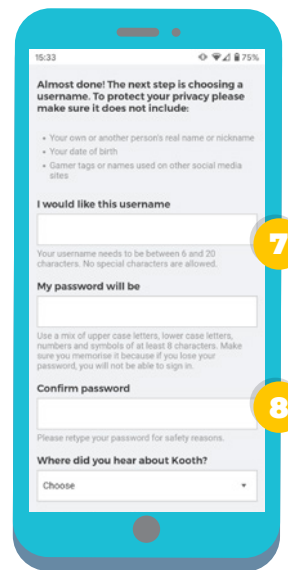 15:33
75%
Almost done! The next step is choosing a
username. To protect your privacy please
make sure it does not include:
• Your own or another person's real name or nickname
• Your date of birth
• Gamer tags or names used on other social media
sites
I would like this username
7
Your username needs to be between 6 and 20
characters. No special characters are allowed.
My password will be
Use a mix of upper case letters, lower case letters,
numbers and symbols of at least 8 characters. Make
sure you memorise it because if you lose your
password, you will not be able to sign in.
Confirm password
8
Please retype your password for safety reasons.
Where did you hear about Kooth?
Choose